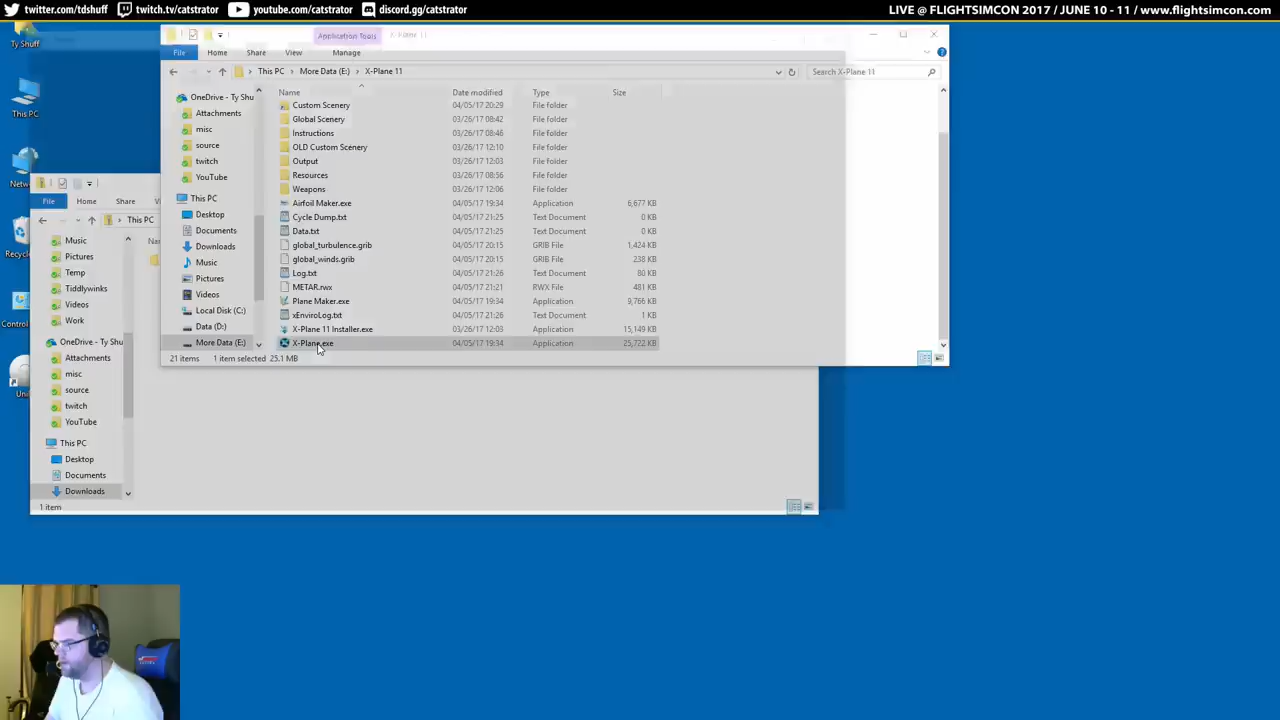 twitter.com/tdshuff twitch.tv/catstrator youtube.com/catstrator discord.gg/catstrator LIVE @ FLIGHTSIMCON 2017 / JUNE 10 - 11 / www.flightsimcon.com
Ty Shuff
This PC
Netw
Recyc
Control
Uni
Application Tools X-Plane 11
File Home Share View Manage
This PC More Data (E:) X-Plane 11 Search X-Plane 11
OneDrive - Ty Shu
Attachments
misc
source
twitch
YouTube
This PC
Desktop
Documents
Downloads
Music
Pictures
Videos
Local Disk (C:)
Data (D:)
More Data (E:)
Name Date modified Type Size
Custom Scenery 04/05/17 20:29 File folder
Global Scenery 03/26/17 08:42 File folder
Instructions 03/26/17 08:46 File folder
OLD Custom Scenery 03/26/17 12:10 File folder
Output 03/26/17 12:03 File folder
Resources 03/26/17 08:56 File folder
Weapons 03/26/17 12:06 File folder
Airfoil Maker.exe 04/05/17 19:34 Application 6,677 KB
Cycle Dump.txt 04/05/17 21:25 Text Document 0 KB
Data.txt 04/05/17 21:25 Text Document 0 KB
global_turbulence.grib 04/05/17 20:15 GRIB File 1,424 KB
global_winds.grib 04/05/17 20:15 GRIB File 238 KB
Log.txt 04/05/17 21:26 Text Document 80 KB
METAR.rwx 04/05/17 21:21 RWX File 481 KB
Plane Maker.exe 04/05/17 19:34 Application 9,766 KB
xEnviroLog.txt 04/05/17 21:26 Text Document 1 KB
X-Plane 11 Installer.exe 03/26/17 12:03 Application 15,149 KB
X-Plane.exe 04/05/17 19:34 Application 25,722 KB
21 items 1 item selected 25.1 MB
File Home Share
This PC
Na
Music
Pictures
Temp
Tiddlywinks
Videos
Work
OneDrive - Ty Shu
Attachments
misc
source
twitch
YouTube
This PC
Desktop
Documents
Downloads
1 item